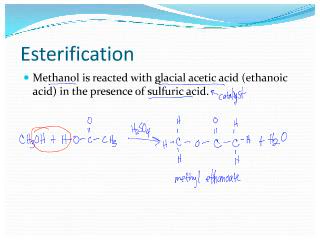 Esterification
Methanol is reacted with glacial acetic acid (ethanoic
acid) in the presence of sulfuric acid.
catalyst
O H O H
CH₃OH + H-O-C-CH₃ H₂SO₄ H-C-O-C-C-H + H₂O
H H
methyl ethanoate